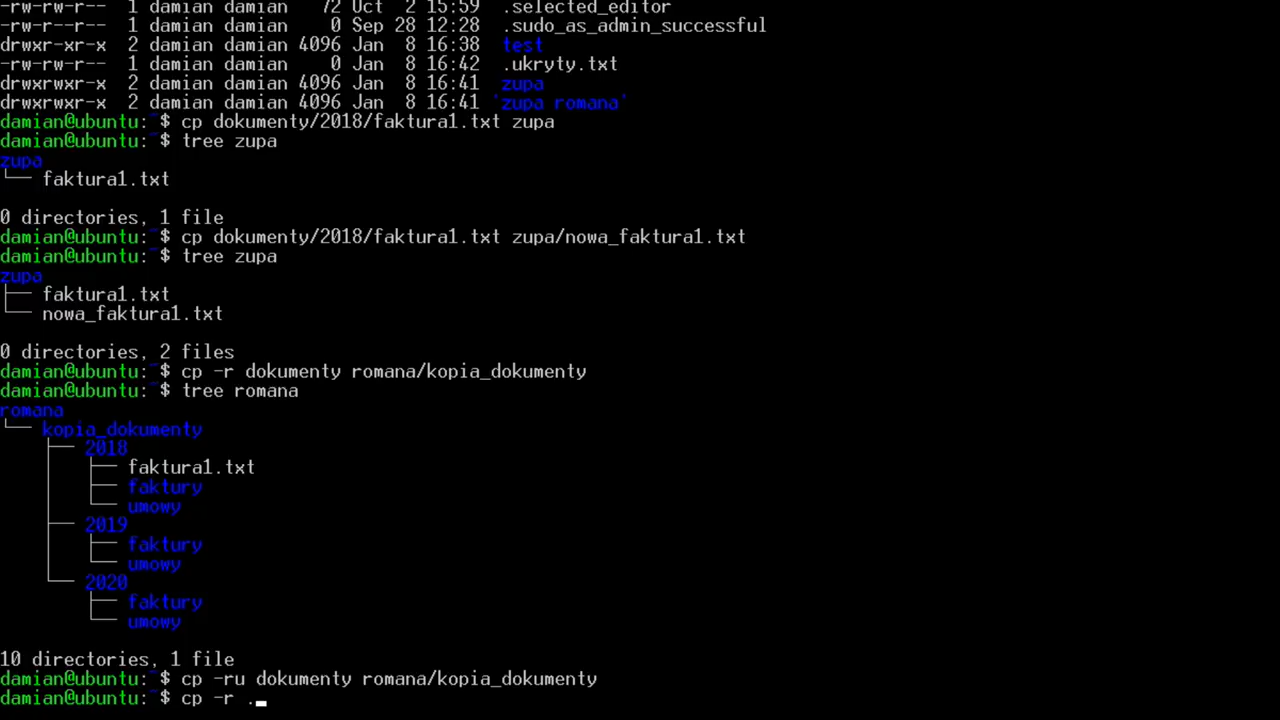 -rw-rw-r-- 1 damian damian 72 Oct 2 15:59 .selected_editor
-rw-r--r-- 1 damian damian 0 Sep 28 12:28 .sudo_as_admin_successful
drwxr-xr-x 2 damian damian 4096 Jan 8 16:38 test
-rw-rw-r-- 1 damian damian 0 Jan 8 16:42 .ukryty.txt
drwxrwxr-x 2 damian damian 4096 Jan 8 16:41 zupa
drwxrwxr-x 2 damian damian 4096 Jan 8 16:41 'zupa romana'
damian@ubuntu:~$ cp dokumenty/2018/faktura1.txt zupa
damian@ubuntu:~$ tree zupa
zupa
└── faktura1.txt
0 directories, 1 file
damian@ubuntu:~$ cp dokumenty/2018/faktura1.txt zupa/nowa_faktura1.txt
damian@ubuntu:~$ tree zupa
zupa
├── faktura1.txt
└── nowa_faktura1.txt
0 directories, 2 files
damian@ubuntu:~$ cp -r dokumenty romana/kopia_dokumenty
damian@ubuntu:~$ tree romana
romana
└── kopia_dokumenty
    ├── 2018
    │   ├── faktura1.txt
    │   ├── faktury
    │   └── umowy
    ├── 2019
    │   ├── faktury
    │   └── umowy
    └── 2020
        ├── faktury
        └── umowy
10 directories, 1 file
damian@ubuntu:~$ cp -ru dokumenty romana/kopia_dokumenty
damian@ubuntu:~$ cp -r .